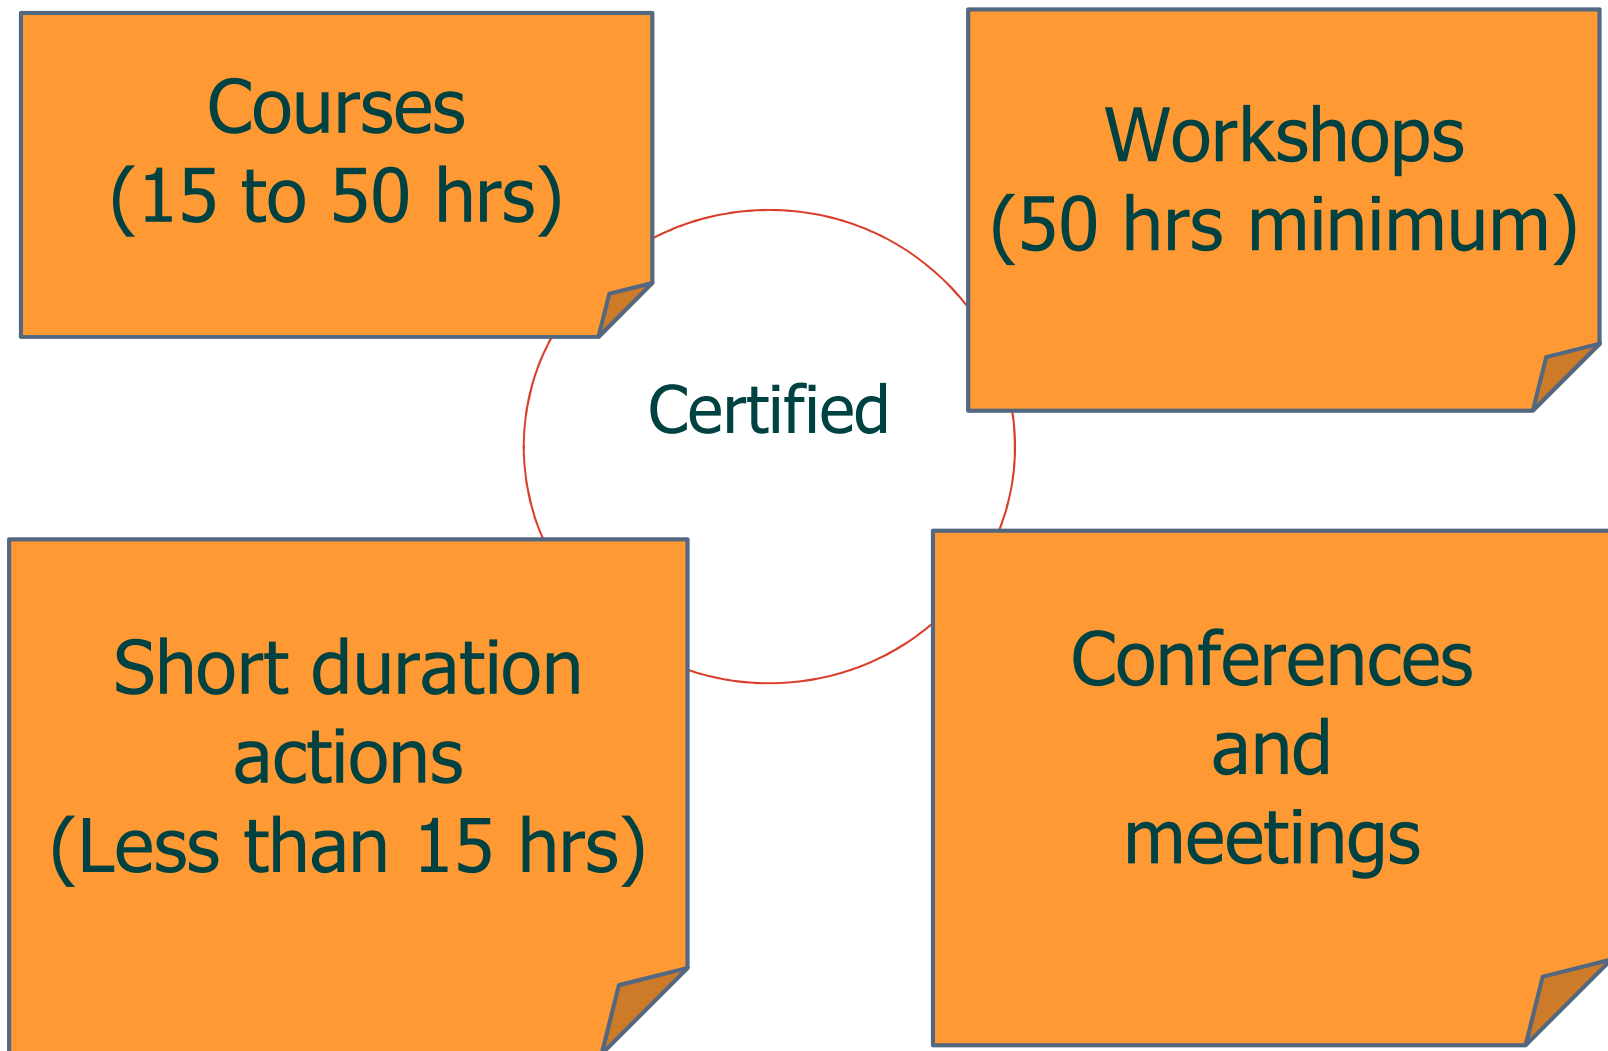 Courses
(15 to 50 hrs)
Workshops
(50 hrs minimum)
Certified
Short duration
actions
(Less than 15 hrs)
Conferences
and
meetings